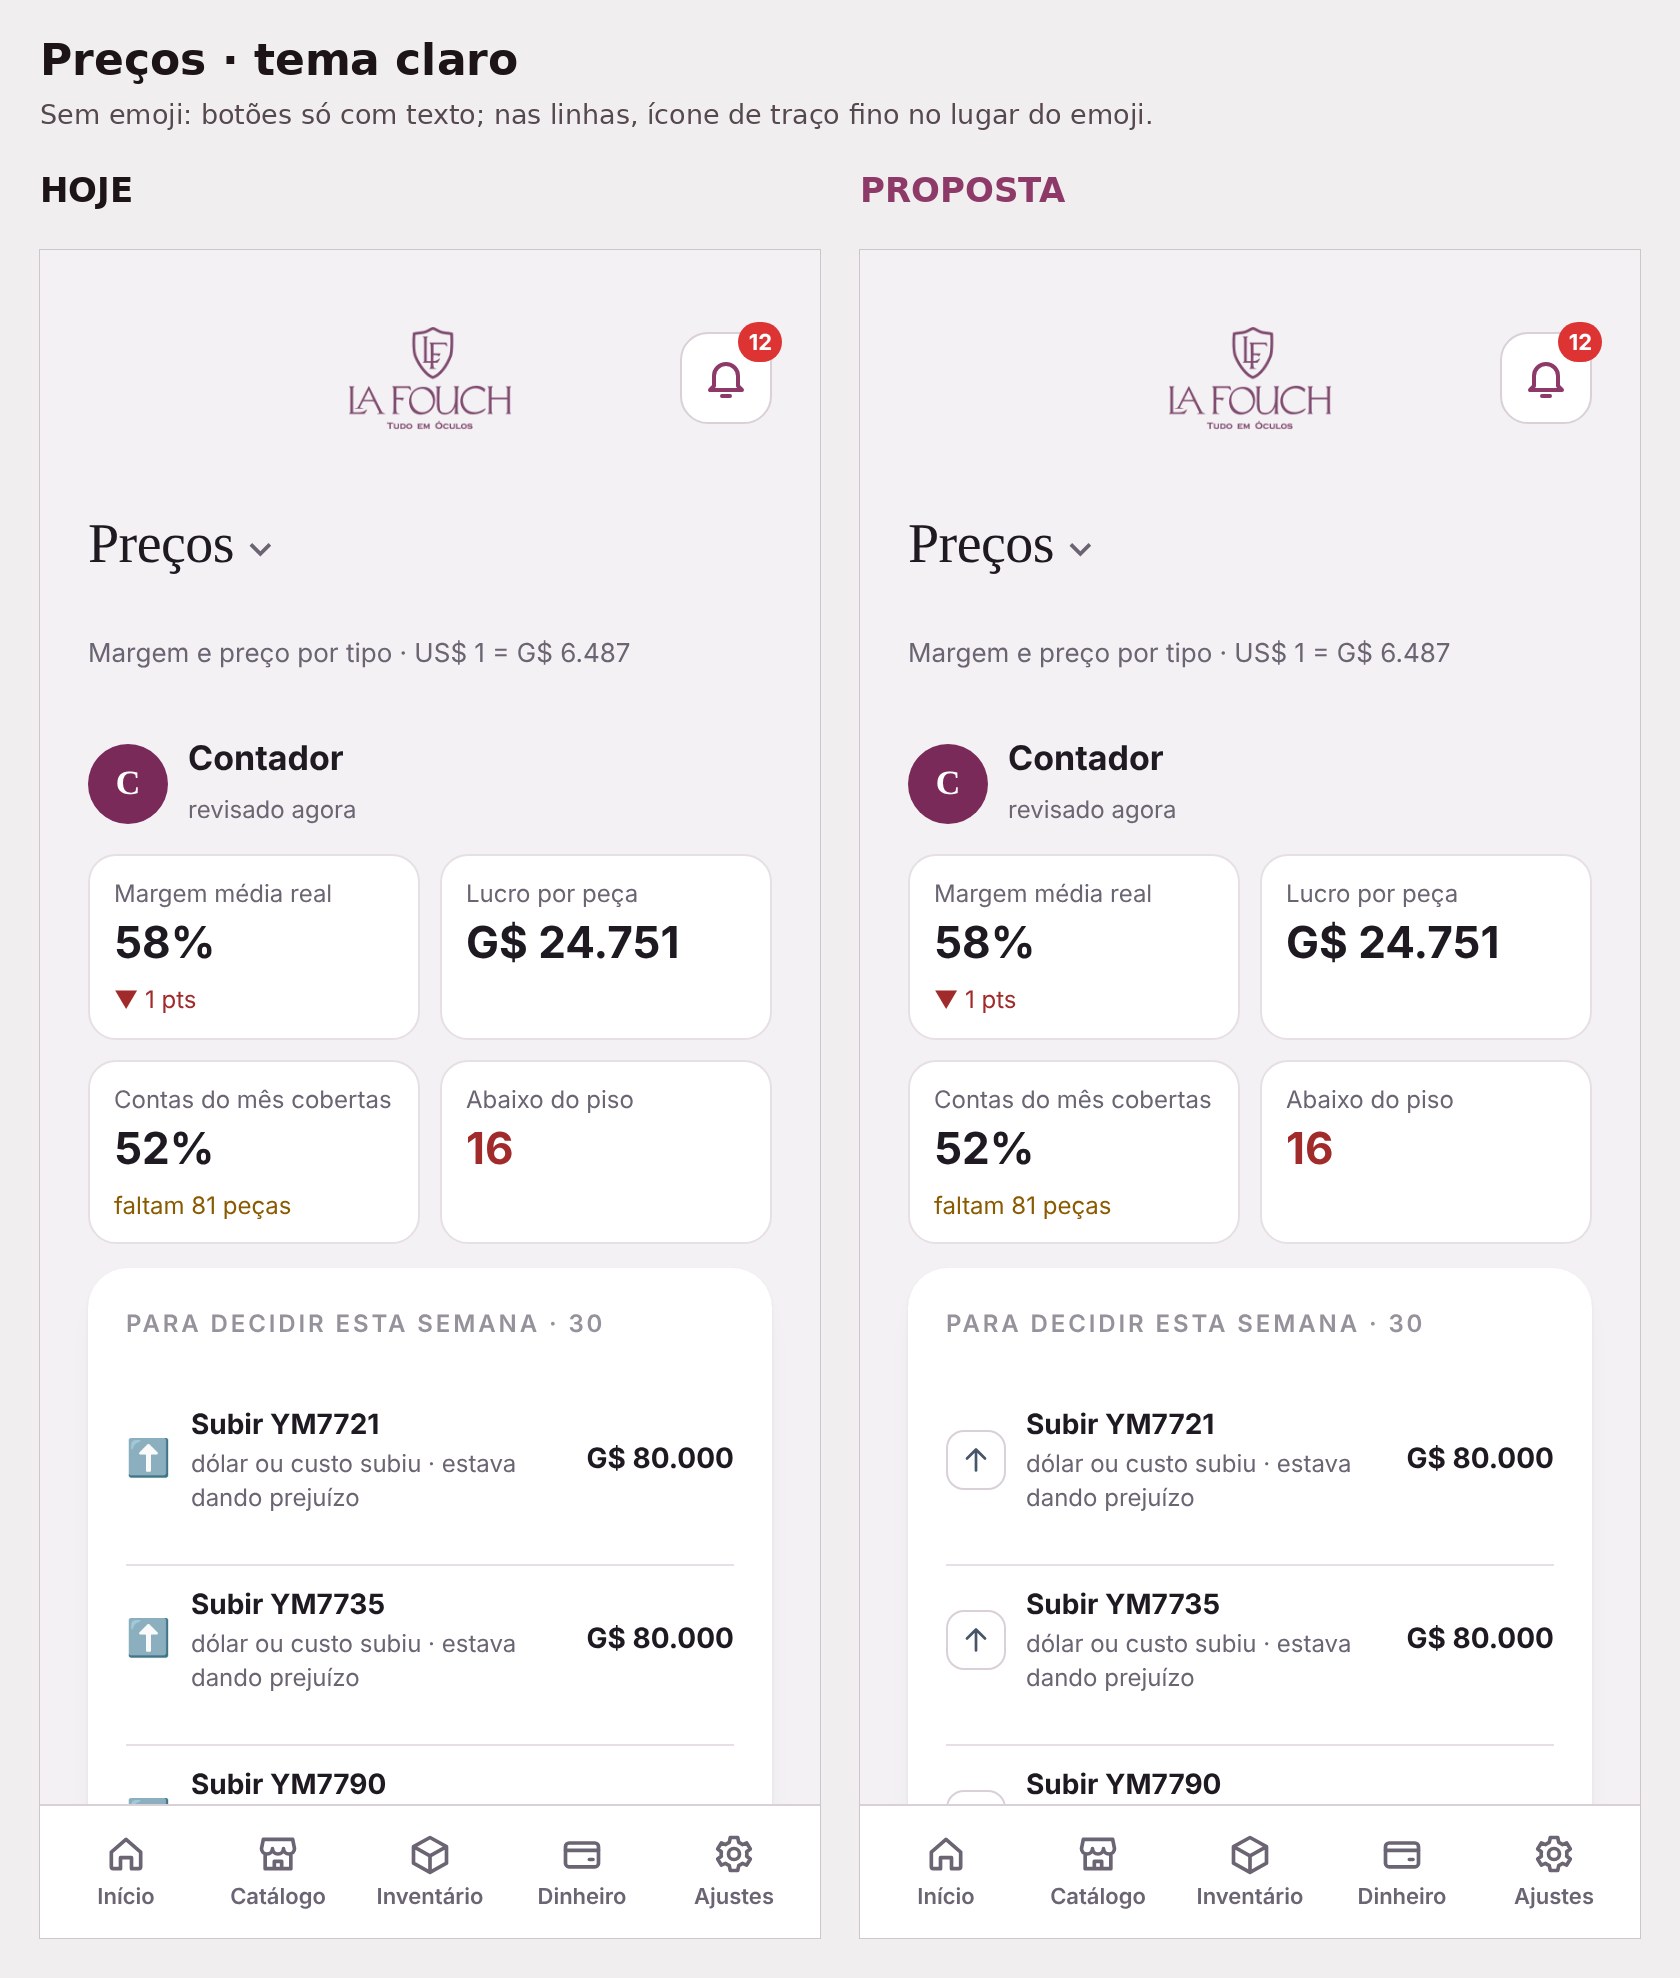 Preços · tema claro
Sem emoji: botões só com texto; nas linhas, ícone de traço fino no lugar do emoji.
HOJE
LF
LA FOUCH
TUDO EM ÓCULOS
12
Preços
Margem e preço por tipo · US$ 1 = G$ 6.487
C
Contador
revisado agora
Margem média real
58%
▼ 1 pts
Lucro por peça
G$ 24.751
Contas do mês cobertas
52%
faltam 81 peças
Abaixo do piso
16
PARA DECIDIR ESTA SEMANA · 30
Subir YM7721
dólar ou custo subiu · estava
dando prejuízo
G$ 80.000
Subir YM7735
dólar ou custo subiu · estava
dando prejuízo
G$ 80.000
Subir YM7790
Início
Catálogo
Inventário
Dinheiro
Ajustes
PROPOSTA
LF
LA FOUCH
TUDO EM ÓCULOS
12
Preços
Margem e preço por tipo · US$ 1 = G$ 6.487
C
Contador
revisado agora
Margem média real
58%
▼ 1 pts
Lucro por peça
G$ 24.751
Contas do mês cobertas
52%
faltam 81 peças
Abaixo do piso
16
PARA DECIDIR ESTA SEMANA · 30
Subir YM7721
dólar ou custo subiu · estava
dando prejuízo
G$ 80.000
Subir YM7735
dólar ou custo subiu · estava
dando prejuízo
G$ 80.000
Subir YM7790
Início
Catálogo
Inventário
Dinheiro
Ajustes